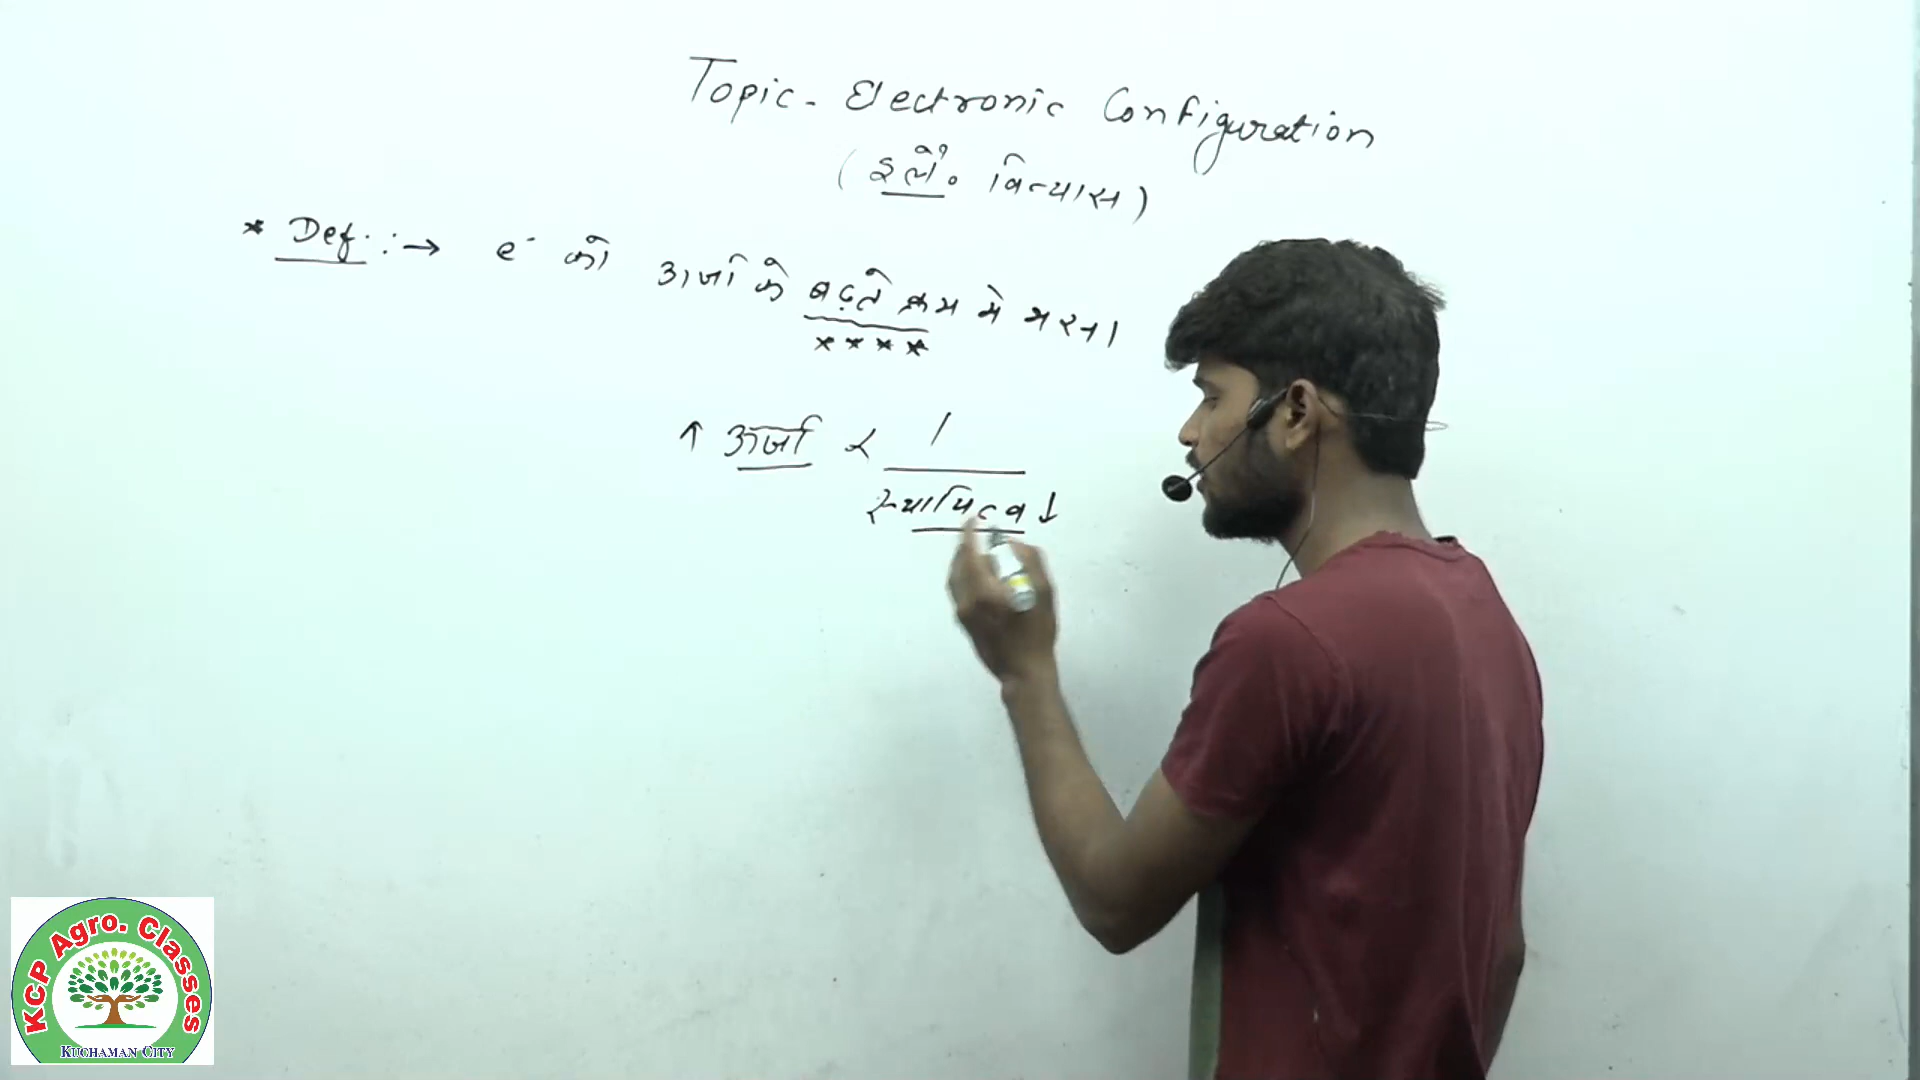 Topic - Electronic Configuration
(इले० विन्यास)
* Def. :→ e⁻ को ऊर्जा के बढ़ते क्रम में भरना।
* * * *
↑ ऊर्जा ∝ 1
स्थायित्व ↓
KCP Agro. Classes
KUCHAMAN CITY